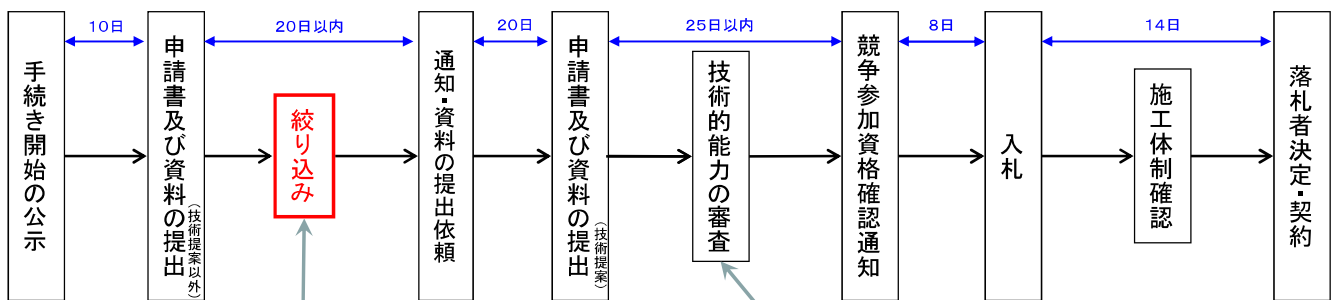 10日
20日以内
20日
25日以内
8日
14日
手続き開始の公示
申請書及び資料の提出
(技術提案以外)
絞り込み
通知・資料の提出依頼
申請書及び資料の提出
(技術提案)
技術的能力の審査
競争参加資格確認通知
入札
施工体制確認
落札者決定・契約